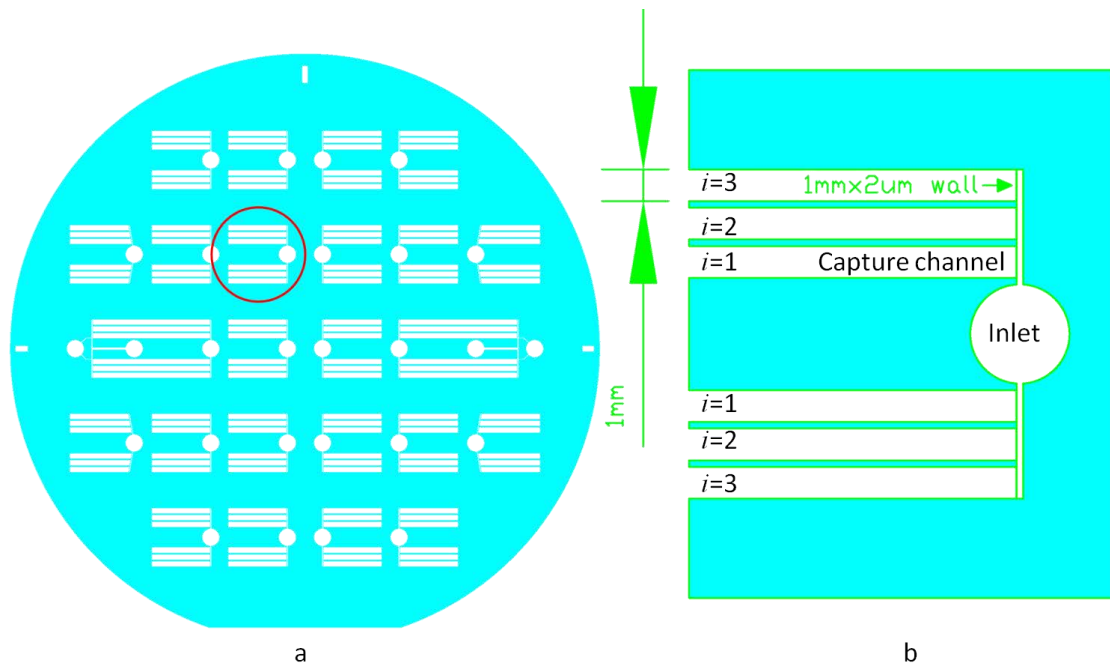 i=3
1mmx2um wall
i=2
i=1
Capture channel
Inlet
1mm
i=1
i=2
i=3
a
b